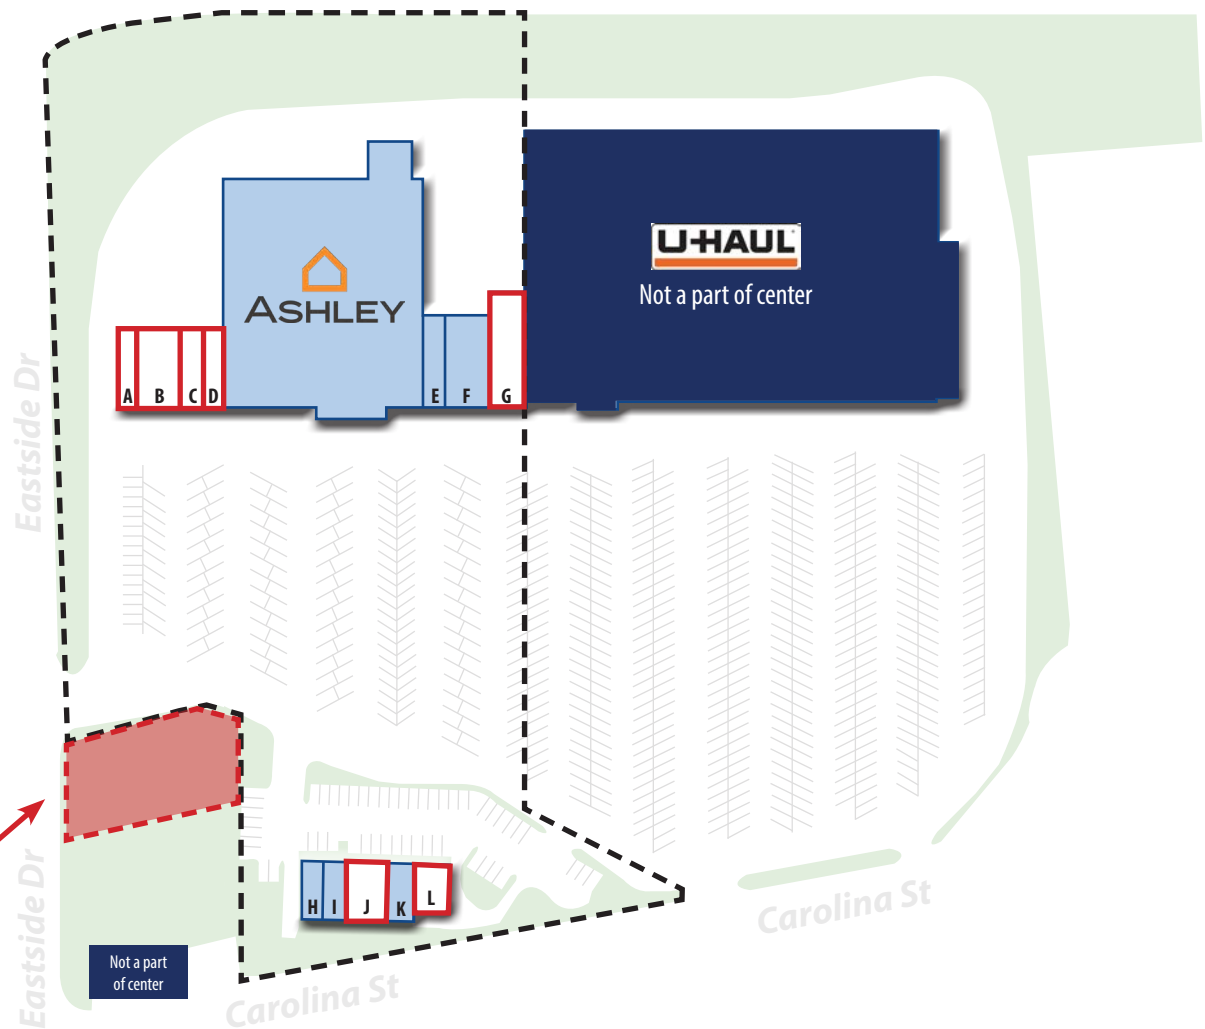 U-HAUL
Not a part of center
ASHLEY
A B C D
E F G
Eastside Dr
H I J K L
Eastside Dr
Carolina St
Not a part
of center
Carolina St